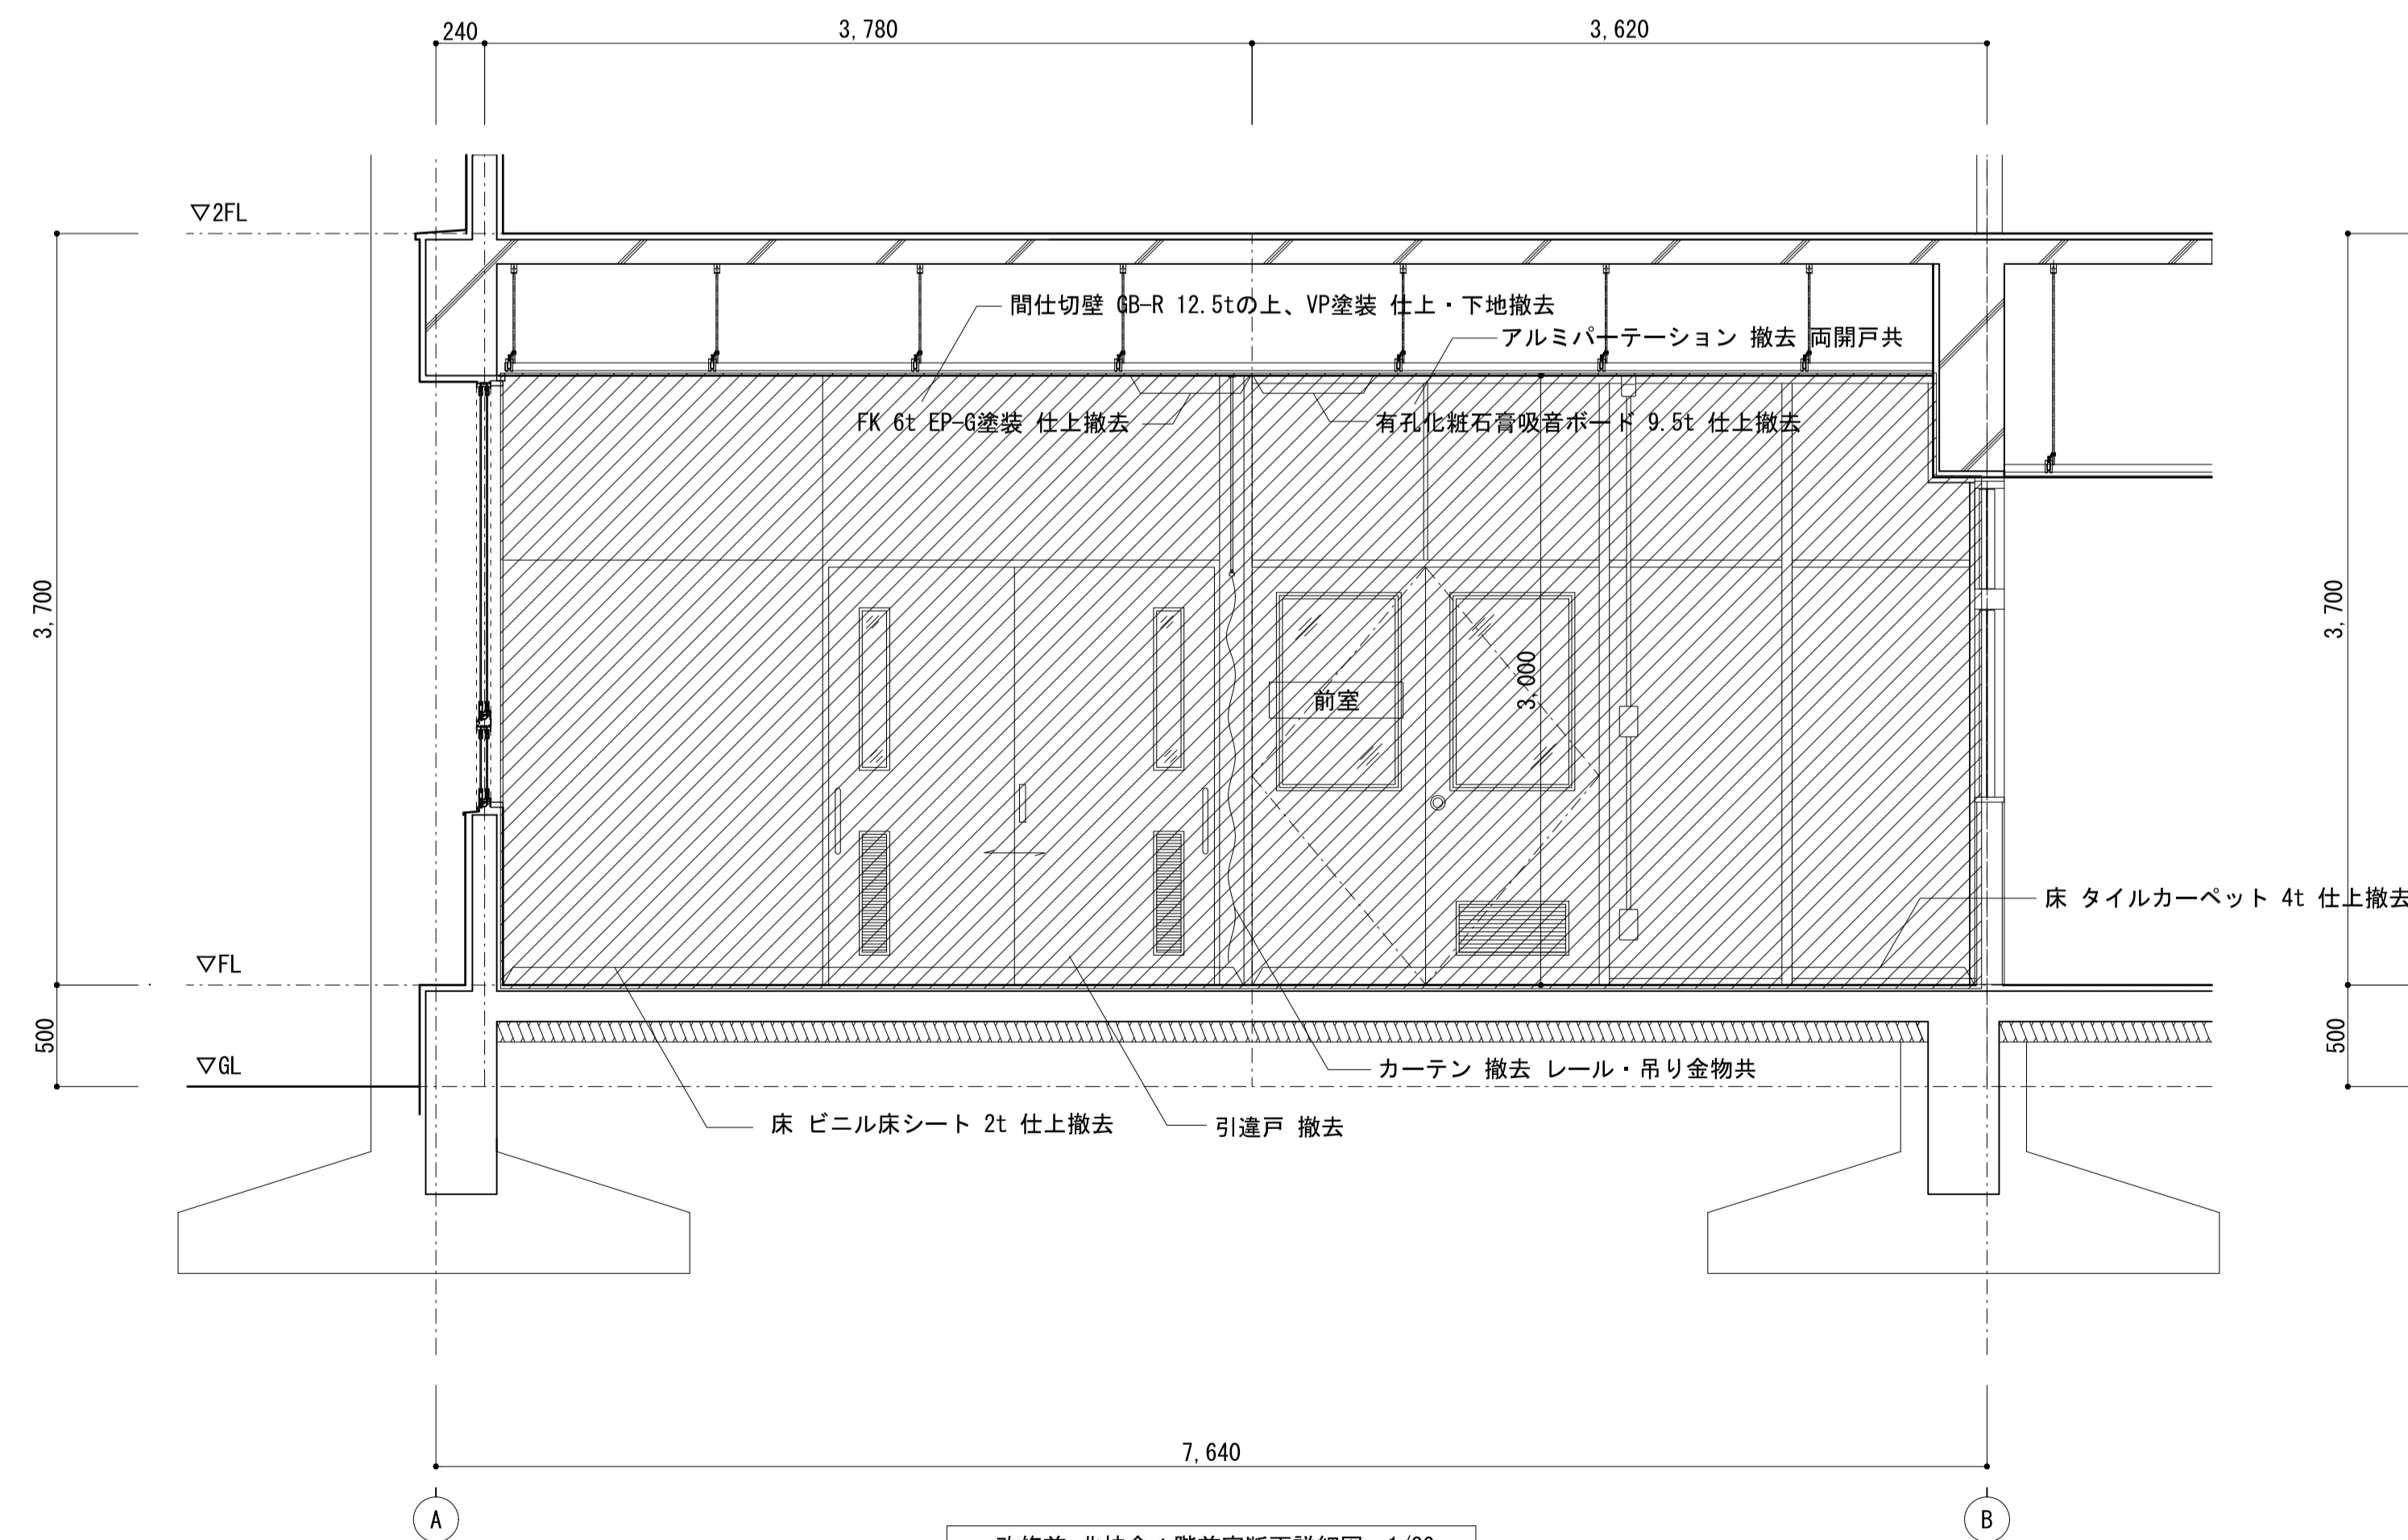 240
3,780
3,620
▽2FL
間仕切壁 GB-R 12.5tの上、VP塗装 仕上・下地撤去
アルミパーテーション 撤去 両開戸共
FK 6t EP-G塗装 仕上撤去
有孔化粧石膏吸音ボード 9.5t 仕上撤去
3,700
3,700
3,000
前室
床 タイルカーペット 4t 仕上撤去
▽FL
500
500
▽GL
カーテン 撤去 レール・吊り金物共
床 ビニル床シート 2t 仕上撤去
引違戸 撤去
7,640
A
B